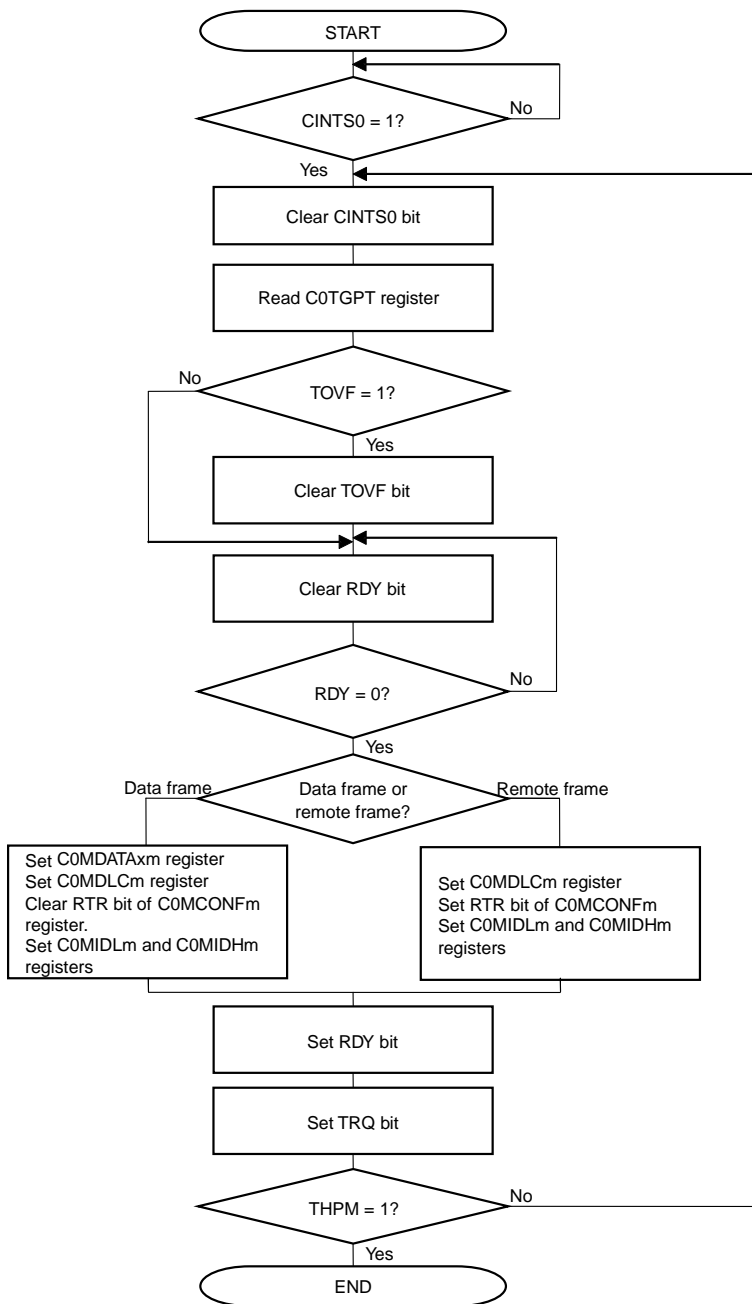 START
CINTS0 = 1?
No
Yes
Clear CINTS0 bit
Read C0TGPT register
No
TOVF = 1?
Yes
Clear TOVF bit
Clear RDY bit
RDY = 0?
No
Yes
Data frame
Data frame or
remote frame?
Remote frame
Set C0MDATAxm register
Set C0MDLCm register
Clear RTR bit of C0MCONFm
register.
Set C0MIDLm and C0MIDHm
registers
Set C0MDLCm register
Set RTR bit of C0MCONFm
Set C0MIDLm and C0MIDHm
registers
Set RDY bit
Set TRQ bit
THPM = 1?
No
Yes
END